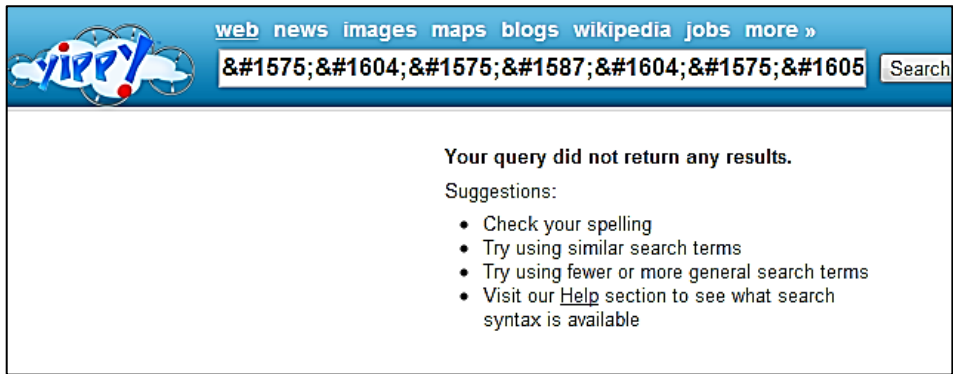 yippy!
web news images maps blogs wikipedia jobs more »
&#1575;&#1604;&#1575;&#1587;&#1604;&#1575;&#1605
Search
Your query did not return any results.
Suggestions:
• Check your spelling
• Try using similar search terms
• Try using fewer or more general search terms
• Visit our Help section to see what search
syntax is available